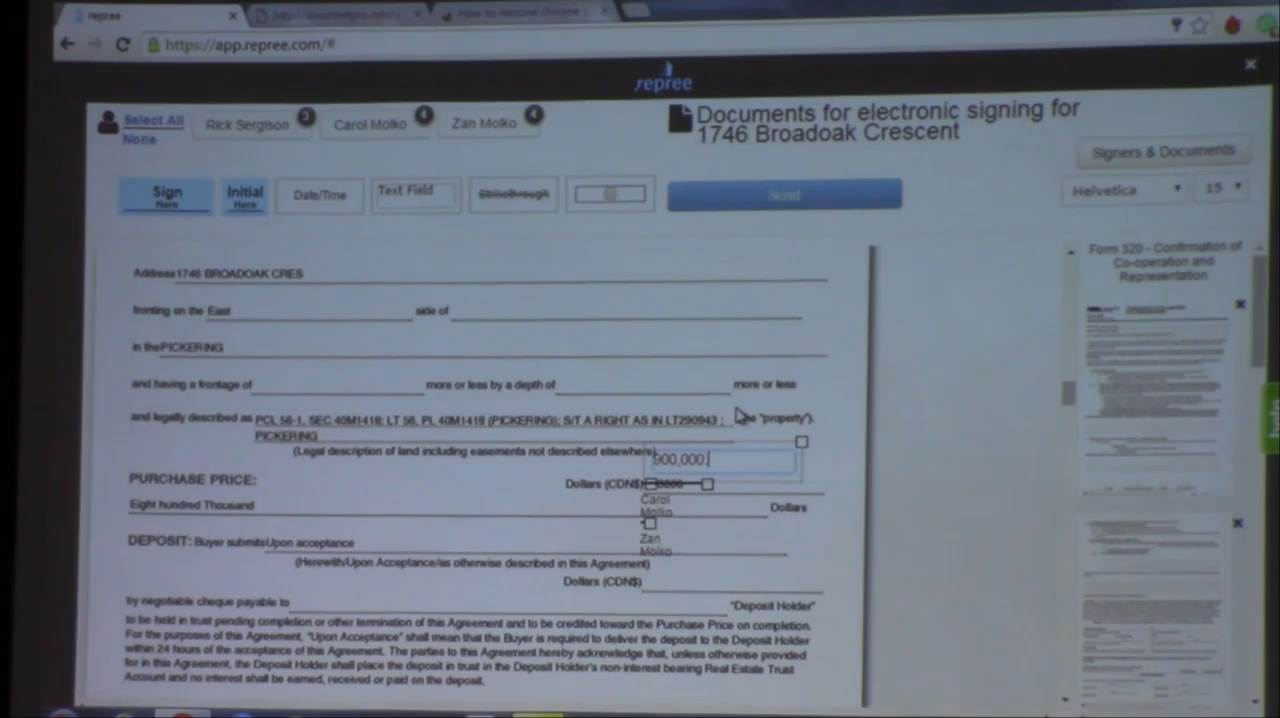 repree
How to remove chrome
https://app.repree.com/#
repree
Select All
None
Rick Sergison 3
Carol Molko 4
Zan Molko 4
Documents for electronic signing for
1746 Broadoak Crescent
Signers & Documents
Sign
Here
Initial
Here
Date/Time
Text Field
Strikethrough
Send
Helvetica
15
Form 320 - Confirmation of
Co-operation and
Representation
Address 1746 BROADOAK CRES
fronting on the East side of
in the PICKERING
and having a frontage of more or less by a depth of more or less
and legally described as PCL 56-1, SEC 40M1418; LT 56, PL 40M1418 (PICKERING); S/T A RIGHT AS IN LT290943 ; "property").
PICKERING
(Legal description of land including easements not described elsewhere)
900,000.
PURCHASE PRICE: Dollars (CDN$)
Carol
Molko
Eight hundred Thousand Dollars
Zan
Molko
DEPOSIT: Buyer submits Upon acceptance
(Herewith/Upon Acceptance/as otherwise described in this Agreement)
Dollars (CDN$)
by negotiable cheque payable to "Deposit Holder"
to be held in trust pending completion or other termination of this Agreement and to be credited toward the Purchase Price on completion.
For the purposes of this Agreement, "Upon Acceptance" shall mean that the Buyer is required to deliver the deposit to the Deposit Holder
within 24 hours of the acceptance of this Agreement. The parties to this Agreement hereby acknowledge that, unless otherwise provided
for in this Agreement, the Deposit Holder shall place the deposit in trust in the Deposit Holder's non-interest bearing Real Estate Trust
Account and no interest shall be earned, received or paid on the deposit.